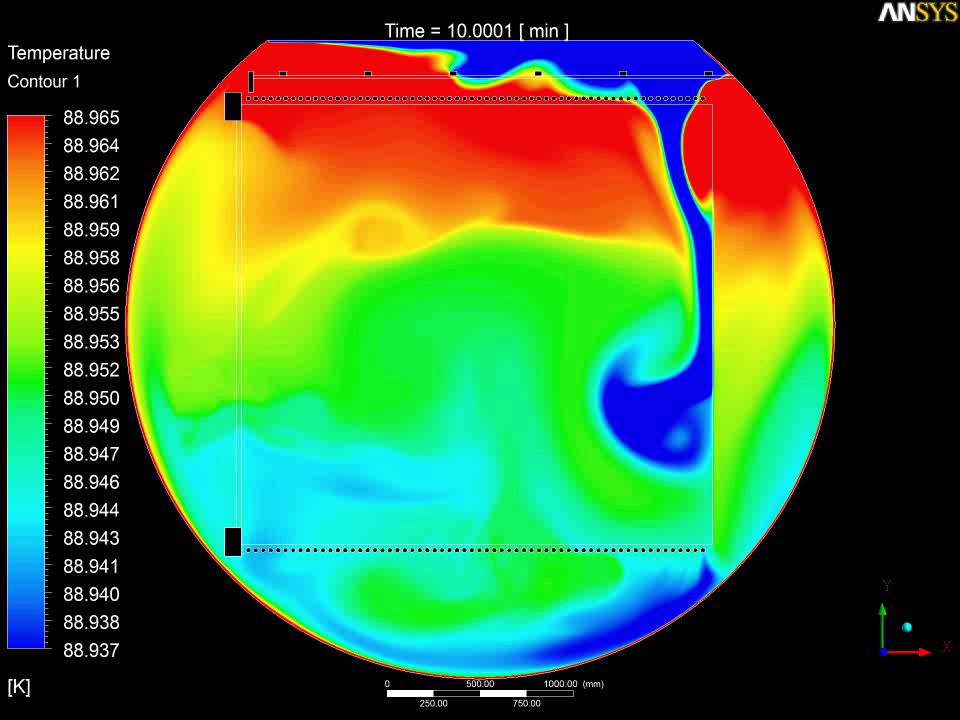 ANSYS
Time = 10.0001 [ min ]
Temperature
Contour 1
88.965
88.964
88.962
88.961
88.959
88.958
88.956
88.955
88.953
88.952
88.950
88.949
88.947
88.946
88.944
88.943
88.941
88.940
88.938
88.937
[K]
Y
X
0 500.00 1000.00 (mm)
250.00 750.00